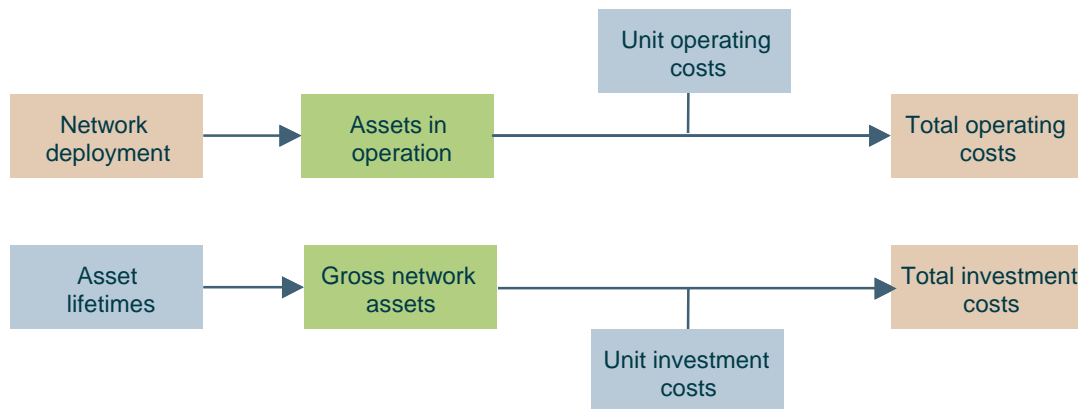 Unit operating
costs
Network
deployment
Assets in
operation
Total operating
costs
Asset
lifetimes
Gross network
assets
Total investment
costs
Unit investment
costs